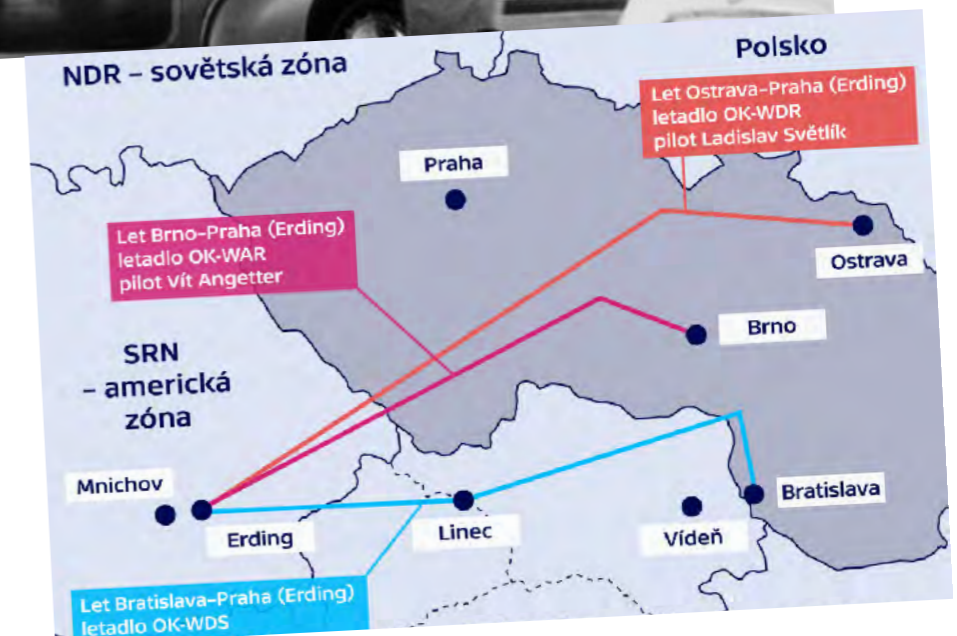 NDR – sovětská zóna
Polsko
Let Ostrava–Praha (Erding)
letadlo OK-WDR
pilot Ladislav Světlík
Praha
Let Brno–Praha (Erding)
letadlo OK-WAR
pilot Vít Angetter
Ostrava
Brno
SRN
– americká
zóna
Mnichov
Bratislava
Erding
Linec
Vídeň
Let Bratislava–Praha (Erding)
letadlo OK-WDS